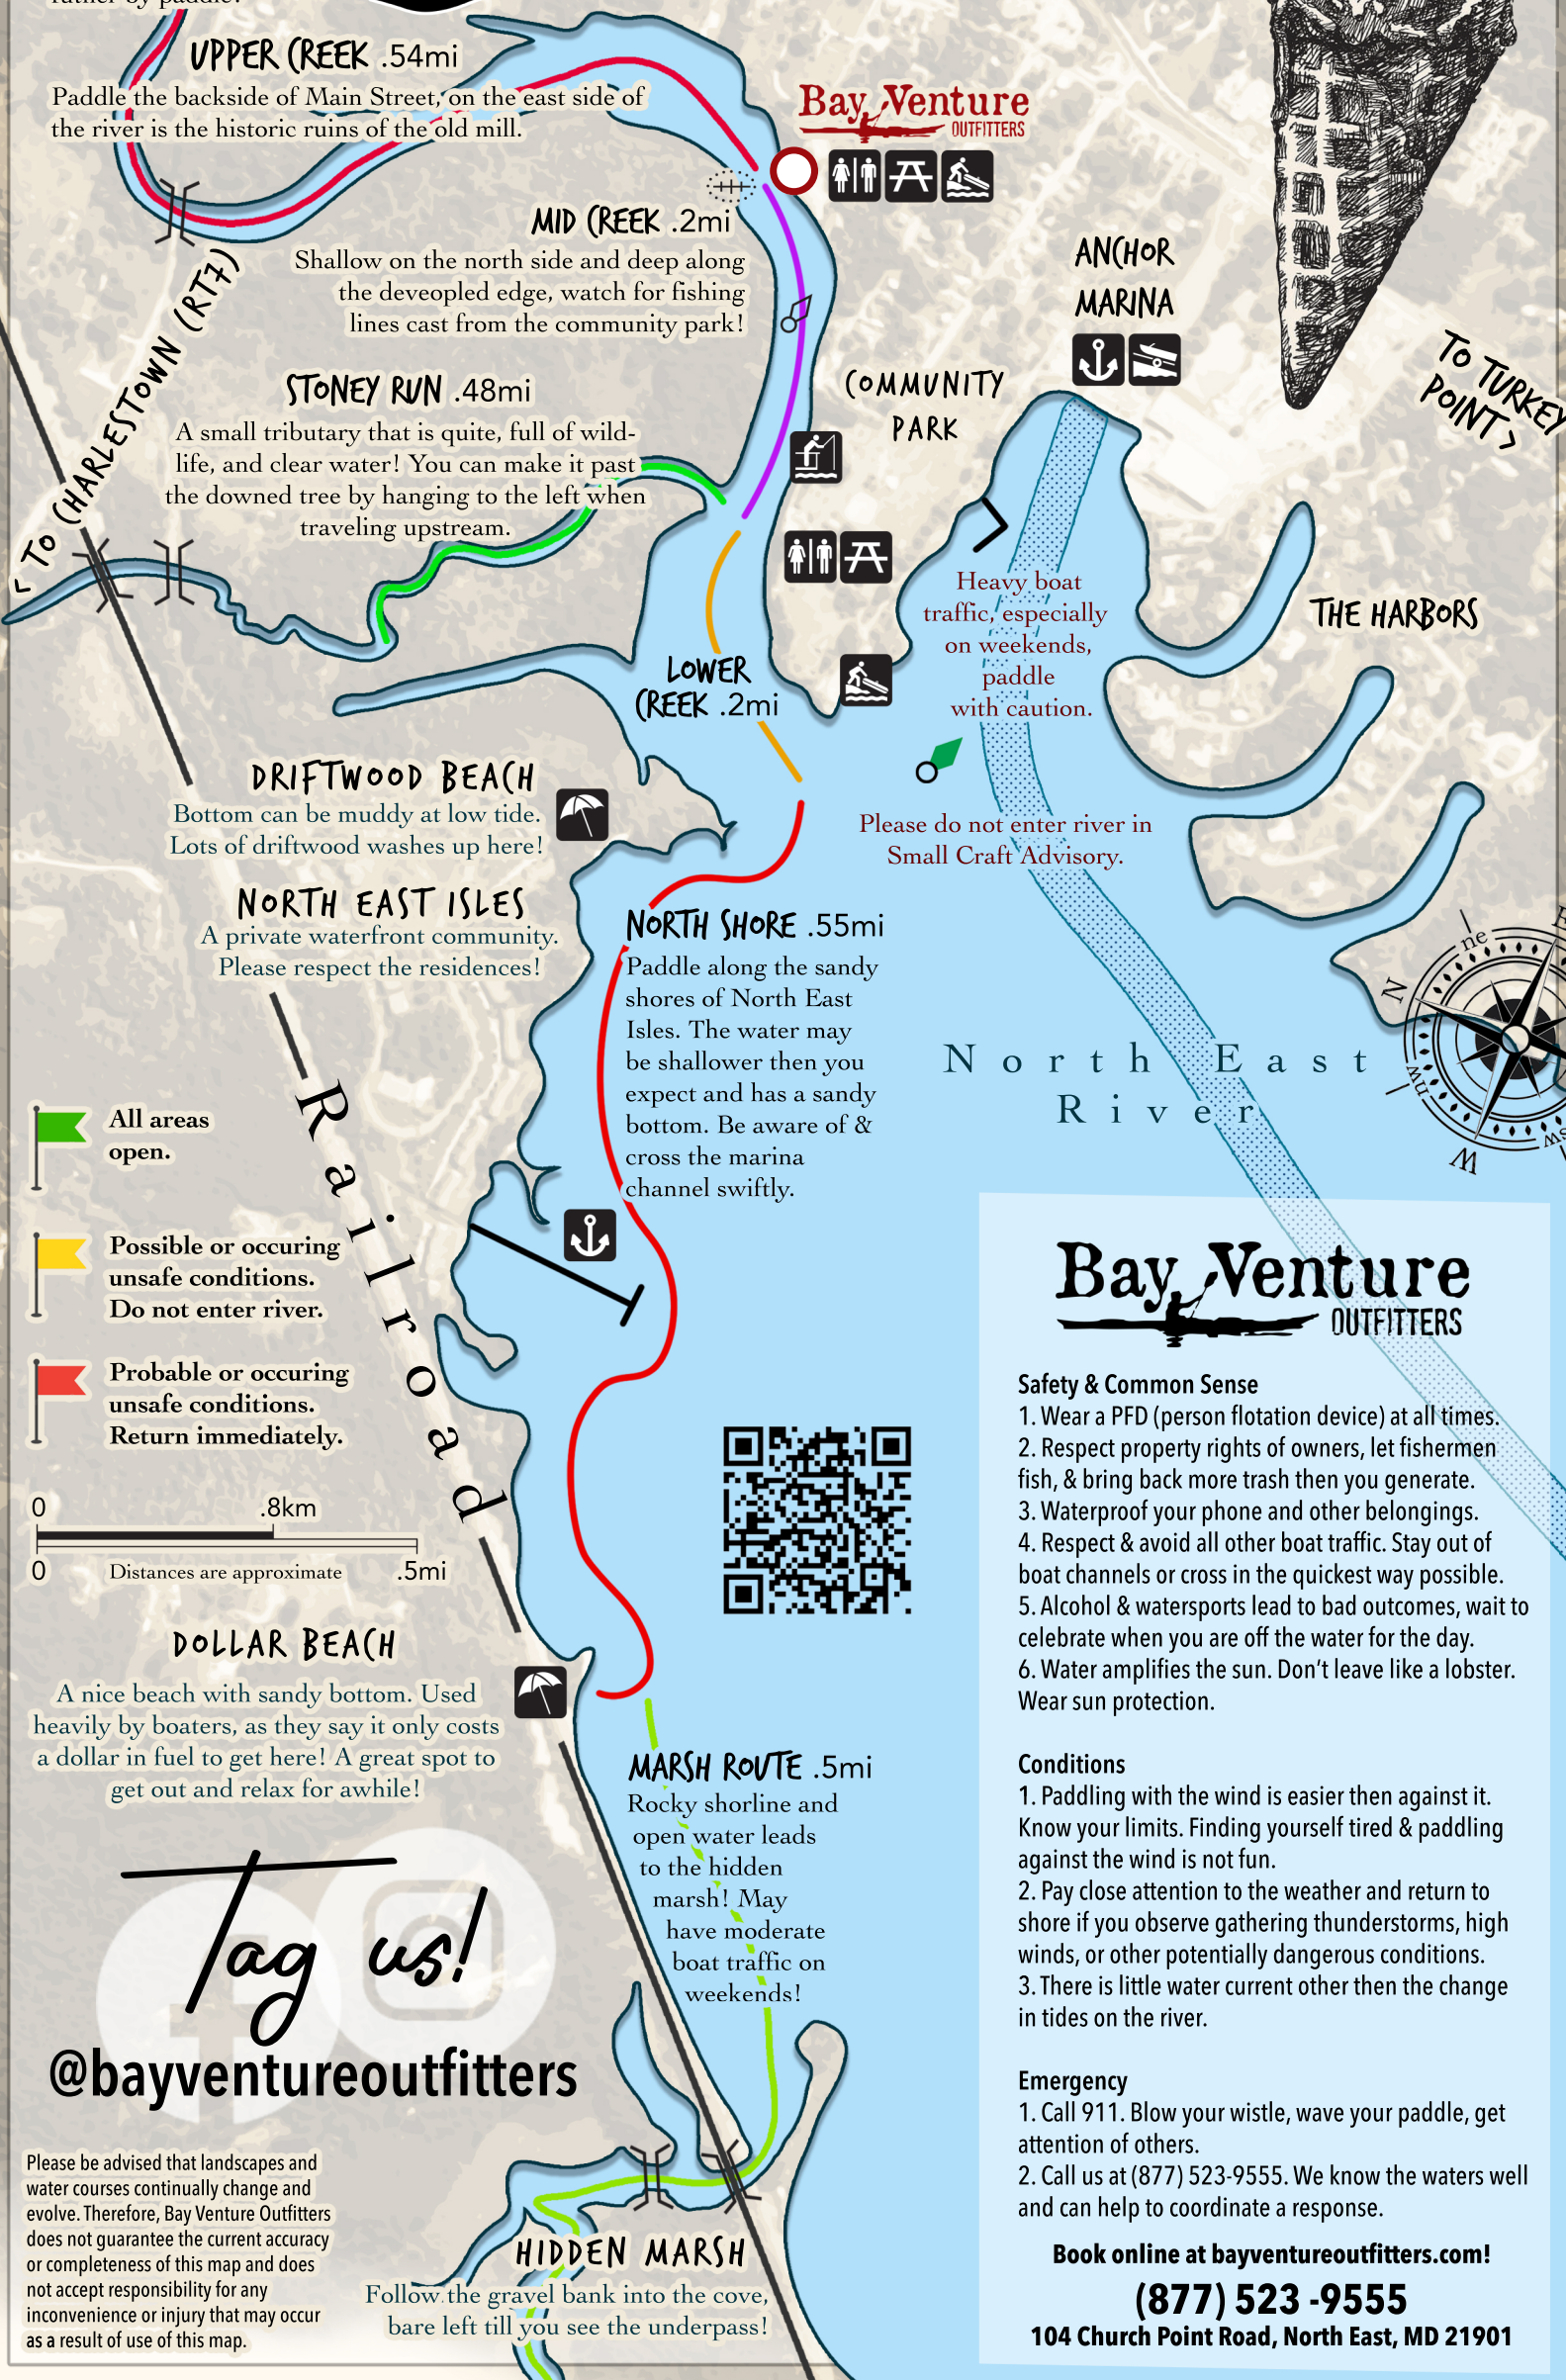 UPPER CREEK .54mi
Paddle the backside of Main Street, on the east side of
the river is the historic ruins of the old mill.
Bay Venture
OUTFITTERS
MID CREEK .2mi
Shallow on the north side and deep along
the deveopled edge, watch for fishing
lines cast from the community park!
ANCHOR
MARINA
TO TURKEY
POINT >
< TO CHARLESTOWN (RT7)
STONEY RUN .48mi
A small tributary that is quite, full of wild-
life, and clear water! You can make it past
the downed tree by hanging to the left when
traveling upstream.
COMMUNITY
PARK
Heavy boat
traffic, especially
on weekends,
paddle
with caution.
THE HARBORS
LOWER
CREEK .2mi
DRIFTWOOD BEACH
Bottom can be muddy at low tide.
Lots of driftwood washes up here!
Please do not enter river in
Small Craft Advisory.
NORTH EAST ISLES
A private waterfront community.
Please respect the residences!
NORTH SHORE .55mi
Paddle along the sandy
shores of North East
Isles. The water may
be shallower then you
expect and has a sandy
bottom. Be aware of &
cross the marina
channel swiftly.
North East
River
N
ne
nw
W
sw
Railroad
All areas
open.
Possible or occuring
unsafe conditions.
Do not enter river.
Probable or occuring
unsafe conditions.
Return immediately.
0 .8km
0 Distances are approximate .5mi
DOLLAR BEACH
A nice beach with sandy bottom. Used
heavily by boaters, as they say it only costs
a dollar in fuel to get here! A great spot to
get out and relax for awhile!
MARSH ROUTE .5mi
Rocky shorline and
open water leads
to the hidden
marsh! May
have moderate
boat traffic on
weekends!
Tag us!
@bayventureoutfitters
Please be advised that landscapes and
water courses continually change and
evolve. Therefore, Bay Venture Outfitters
does not guarantee the current accuracy
or completeness of this map and does
not accept responsibility for any
inconvenience or injury that may occur
as a result of use of this map.
HIDDEN MARSH
Follow the gravel bank into the cove,
bare left till you see the underpass!
Bay Venture
OUTFITTERS
Safety & Common Sense
1. Wear a PFD (person flotation device) at all times.
2. Respect property rights of owners, let fishermen
fish, & bring back more trash then you generate.
3. Waterproof your phone and other belongings.
4. Respect & avoid all other boat traffic. Stay out of
boat channels or cross in the quickest way possible.
5. Alcohol & watersports lead to bad outcomes, wait to
celebrate when you are off the water for the day.
6. Water amplifies the sun. Don't leave like a lobster.
Wear sun protection.
Conditions
1. Paddling with the wind is easier then against it.
Know your limits. Finding yourself tired & paddling
against the wind is not fun.
2. Pay close attention to the weather and return to
shore if you observe gathering thunderstorms, high
winds, or other potentially dangerous conditions.
3. There is little water current other then the change
in tides on the river.
Emergency
1. Call 911. Blow your wistle, wave your paddle, get
attention of others.
2. Call us at (877) 523-9555. We know the waters well
and can help to coordinate a response.
Book online at bayventureoutfitters.com!
(877) 523 -9555
104 Church Point Road, North East, MD 21901